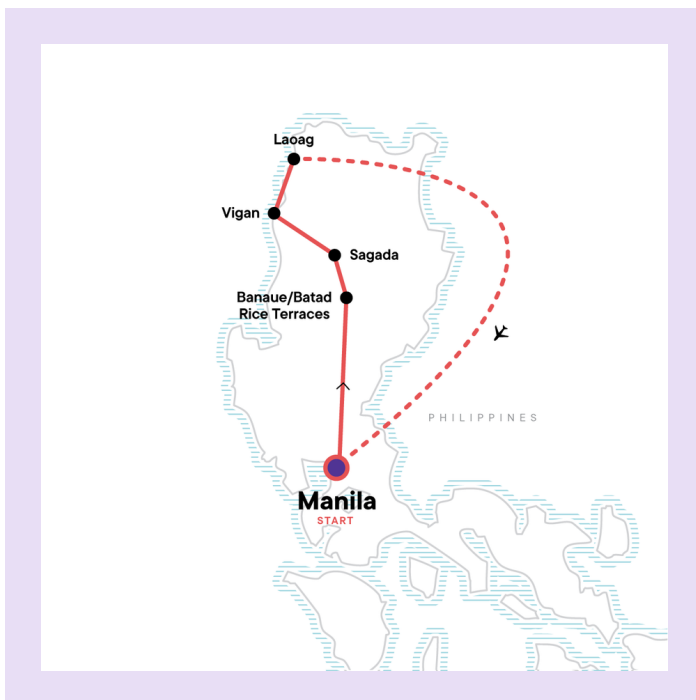 Laoag
Vigan
Sagada
Banaue/Batad
Rice Terraces
PHILIPPINES
Manila
START